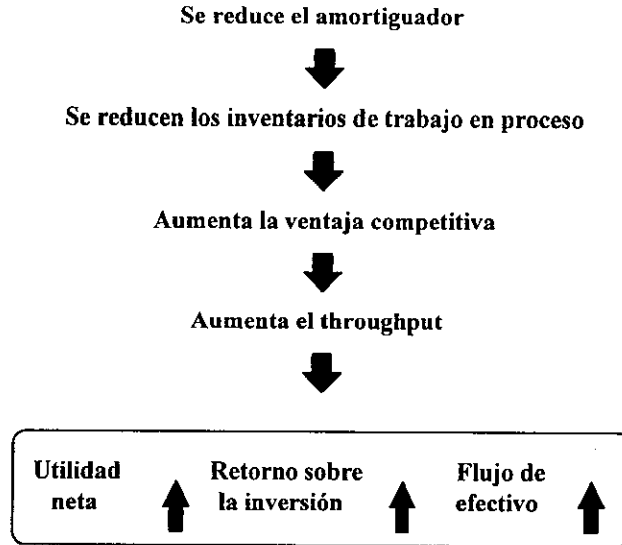 Se reduce el amortiguador
Se reducen los inventarios de trabajo en proceso
Aumenta la ventaja competitiva
Aumenta el throughput
Utilidad neta
Retorno sobre la inversión
Flujo de efectivo